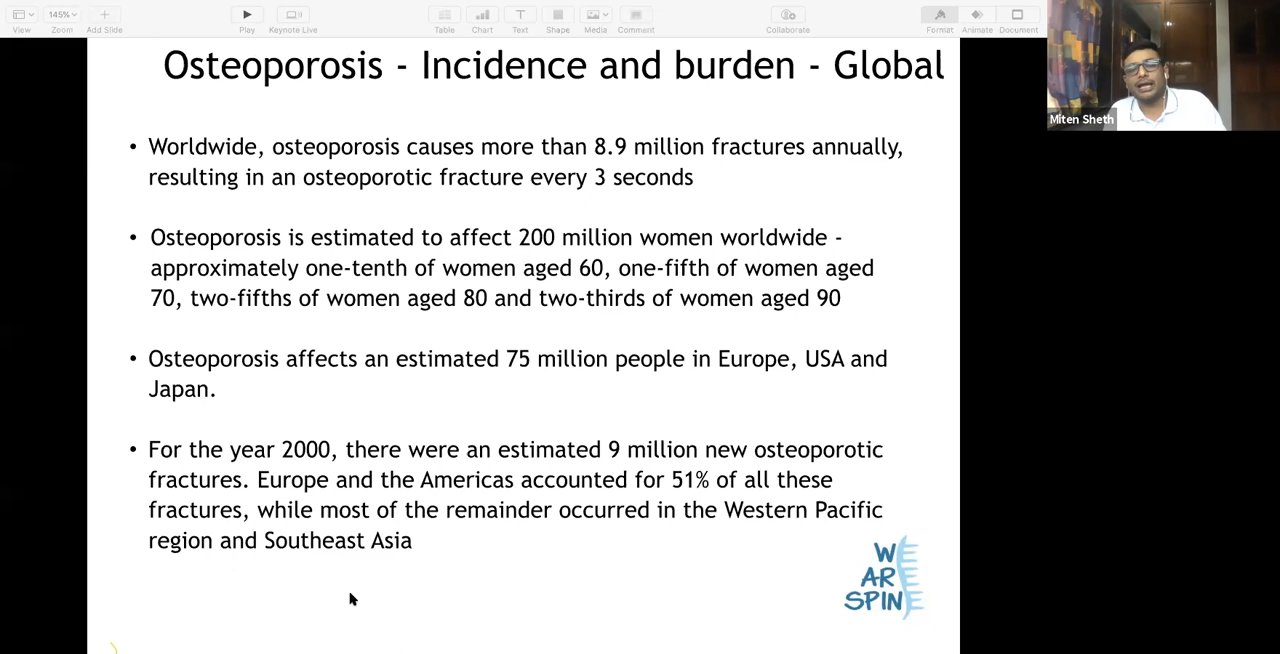 145%
View
Zoom
Add Slide
Play
Keynote Live
Table
Chart
Text
Shape
Media
Comment
Collaborate
Format
Animate
Document
Miten Sheth
Osteoporosis - Incidence and burden - Global
• Worldwide, osteoporosis causes more than 8.9 million fractures annually,
resulting in an osteoporotic fracture every 3 seconds
• Osteoporosis is estimated to affect 200 million women worldwide -
approximately one-tenth of women aged 60, one-fifth of women aged
70, two-fifths of women aged 80 and two-thirds of women aged 90
• Osteoporosis affects an estimated 75 million people in Europe, USA and
Japan.
• For the year 2000, there were an estimated 9 million new osteoporotic
fractures. Europe and the Americas accounted for 51% of all these
fractures, while most of the remainder occurred in the Western Pacific
region and Southeast Asia
W
AR
SPIN